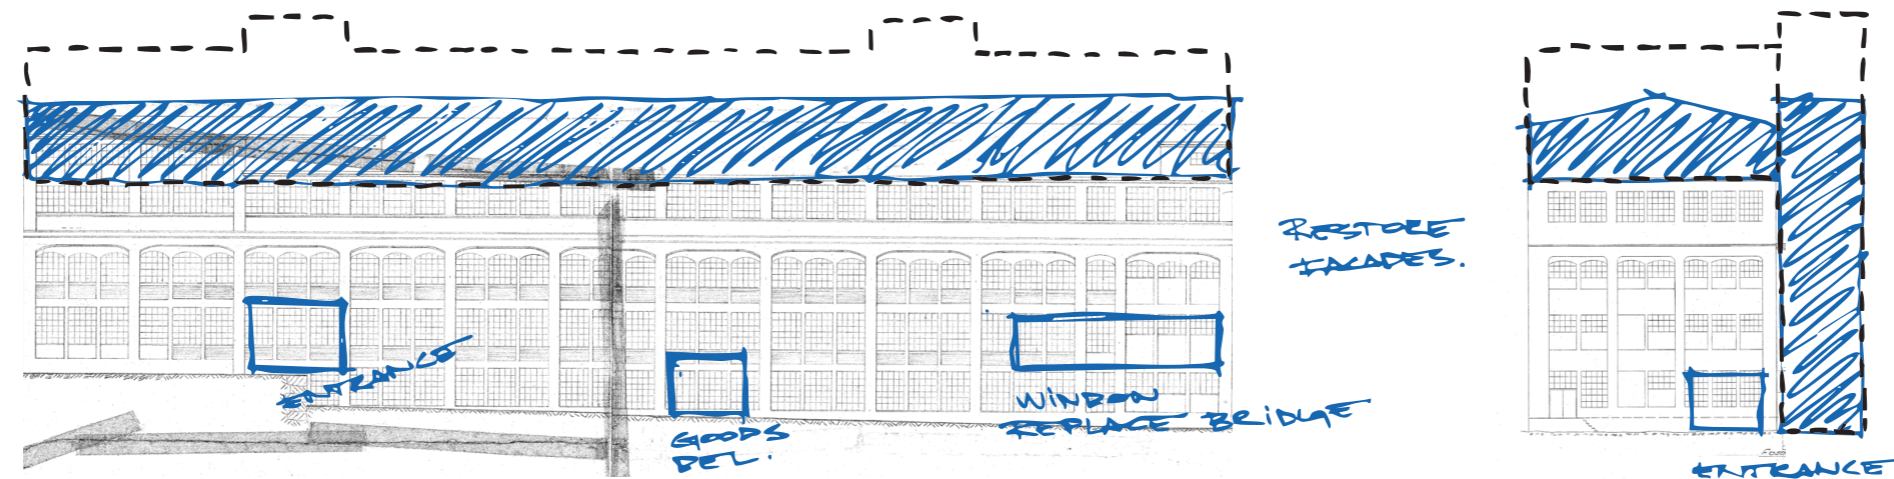 RESTORE
FACADES.
ENTRANCE
WINDOW
REPLACE BRIDGE
GOODS
DEL.
ENTRANCE